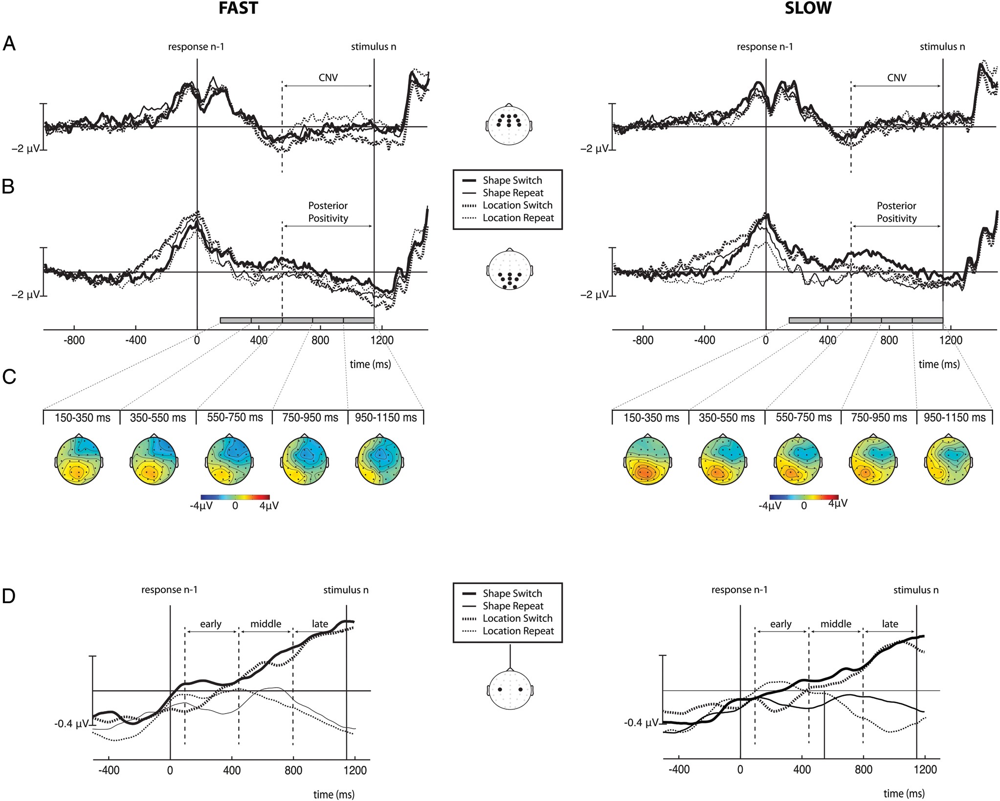 FAST
SLOW
A
response n-1
stimulus n
response n-1
stimulus n
CNV
CNV
−2 μV
−2 μV
B
Shape Switch
Shape Repeat
Location Switch
Location Repeat
Posterior
Positivity
Posterior
Positivity
−2 μV
−2 μV
-800 -400 0 400 800 1200
-800 -400 0 400 800 1200
time (ms)
time (ms)
C
150-350 ms 350-550 ms 550-750 ms 750-950 ms 950-1150 ms
150-350 ms 350-550 ms 550-750 ms 750-950 ms 950-1150 ms
-4μV 0 4μV
-4μV 0 4μV
D
response n-1
stimulus n
Shape Switch
Shape Repeat
Location Switch
Location Repeat
response n-1
stimulus n
early middle late
early middle late
-0.4 μV
-0.4 μV
-400 0 400 800 1200
-400 0 400 800 1200
time (ms)
time (ms)